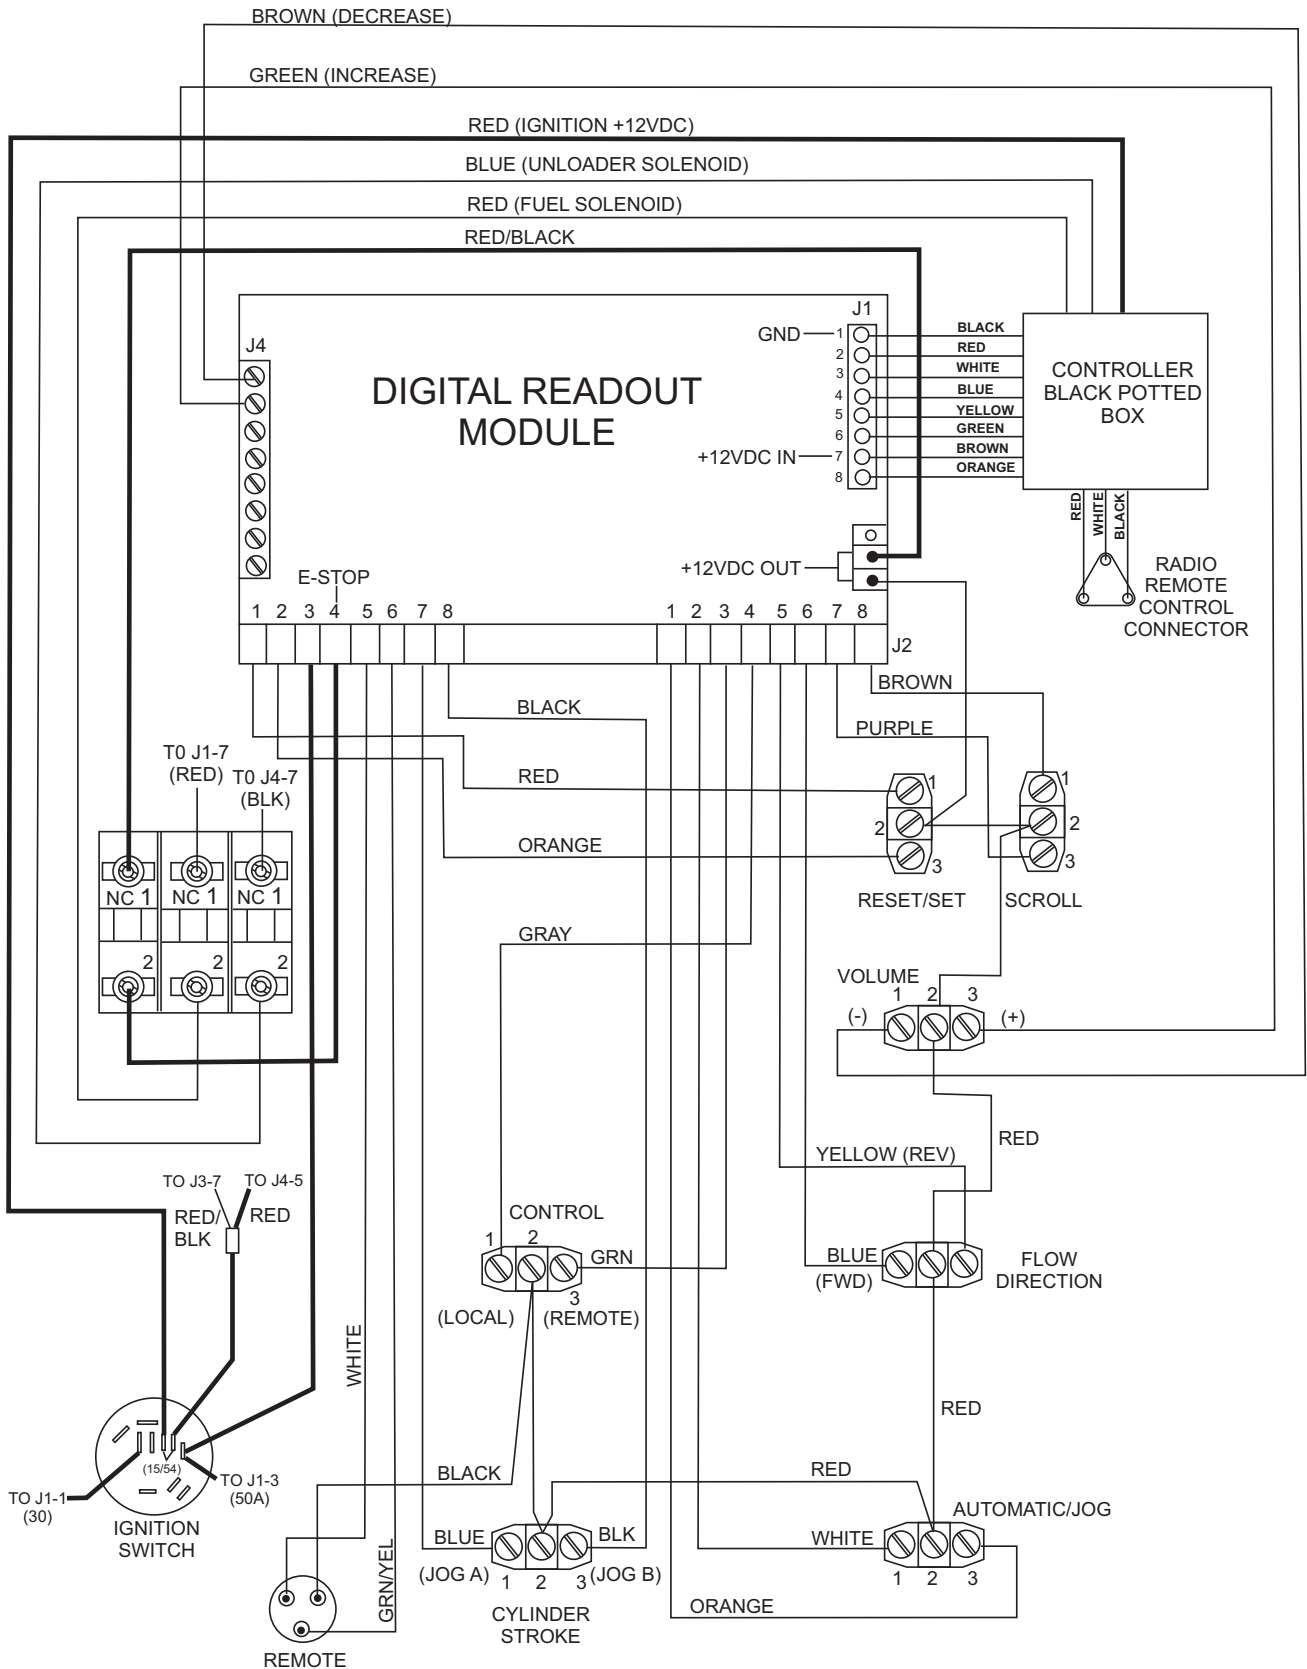 BROWN (DECREASE)
GREEN (INCREASE)
RED (IGNITION +12VDC)
BLUE (UNLOADER SOLENOID)
RED (FUEL SOLENOID)
RED/BLACK
J4
DIGITAL READOUT
MODULE
J1
GND
1
2
3
4
5
6
7
8
+12VDC IN
BLACK
RED
WHITE
BLUE
YELLOW
GREEN
BROWN
ORANGE
CONTROLLER
BLACK POTTED
BOX
RED
WHITE
BLACK
RADIO
REMOTE
CONTROL
CONNECTOR
+12VDC OUT
E-STOP
1 2 3 4 5 6 7 8
1 2 3 4 5 6 7 8
J2
BROWN
BLACK
PURPLE
T0 J1-7
(RED)
T0 J4-7
(BLK)
RED
ORANGE
1
2
3
RESET/SET
1
2
3
SCROLL
NC 1
NC 1
NC 1
2
2
2
GRAY
VOLUME
1 2 3
(-)
(+)
RED
YELLOW (REV)
TO J3-7
TO J4-5
RED/
BLK
RED
CONTROL
1
2
3
GRN
(LOCAL)
(REMOTE)
BLUE
(FWD)
FLOW
DIRECTION
WHITE
RED
BLACK
RED
(15/54)
TO J1-1
(30)
TO J1-3
(50A)
IGNITION
SWITCH
AUTOMATIC/JOG
WHITE
1 2 3
BLUE
(JOG A)
BLK
(JOG B)
1 2 3
CYLINDER
STROKE
GRN/YEL
ORANGE
REMOTE